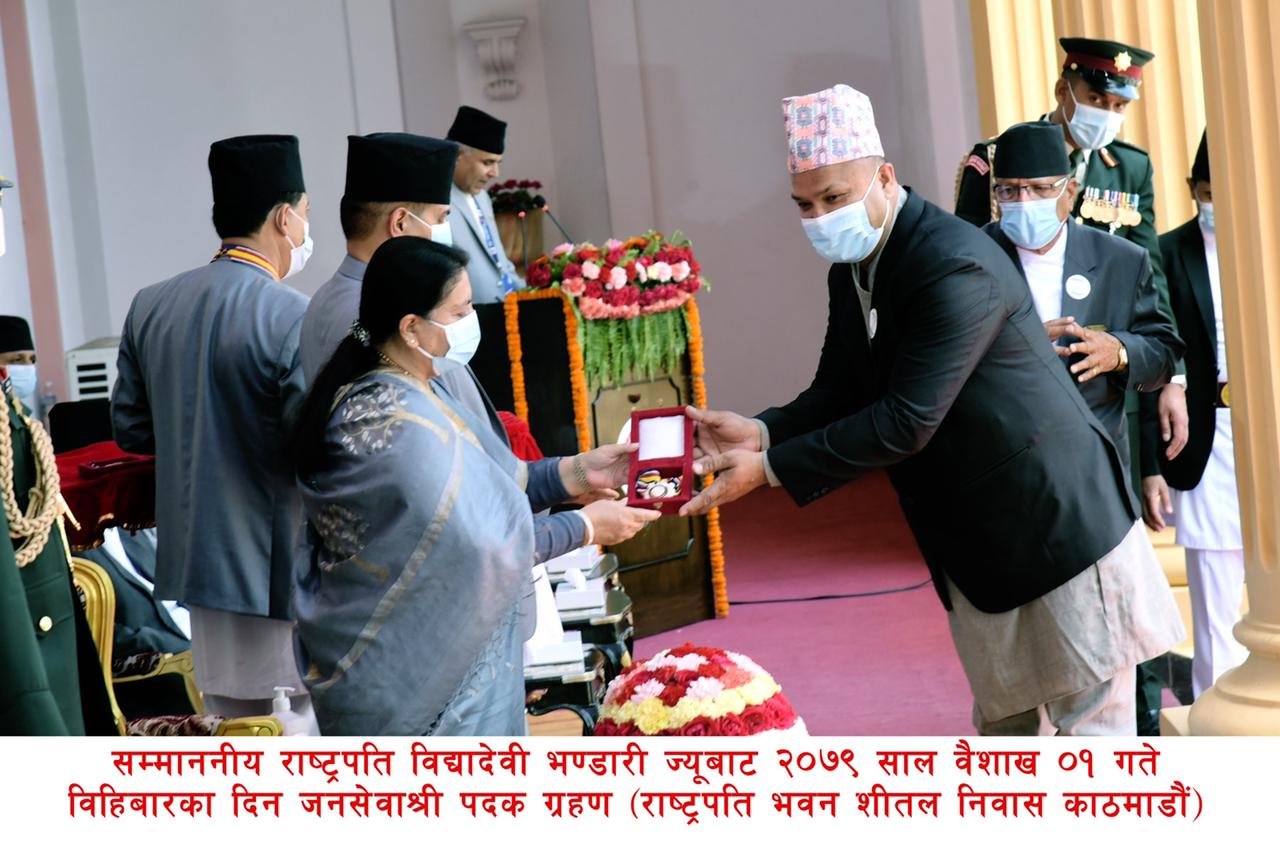 सम्माननीय राष्ट्रपति विद्यादेवी भण्डारी ज्यूबाट २०७९ साल वैशाख ०१ गते
विहिबारका दिन जनसेवाश्री पदक ग्रहण (राष्ट्रपति भवन शीतल निवास काठमाडौं)